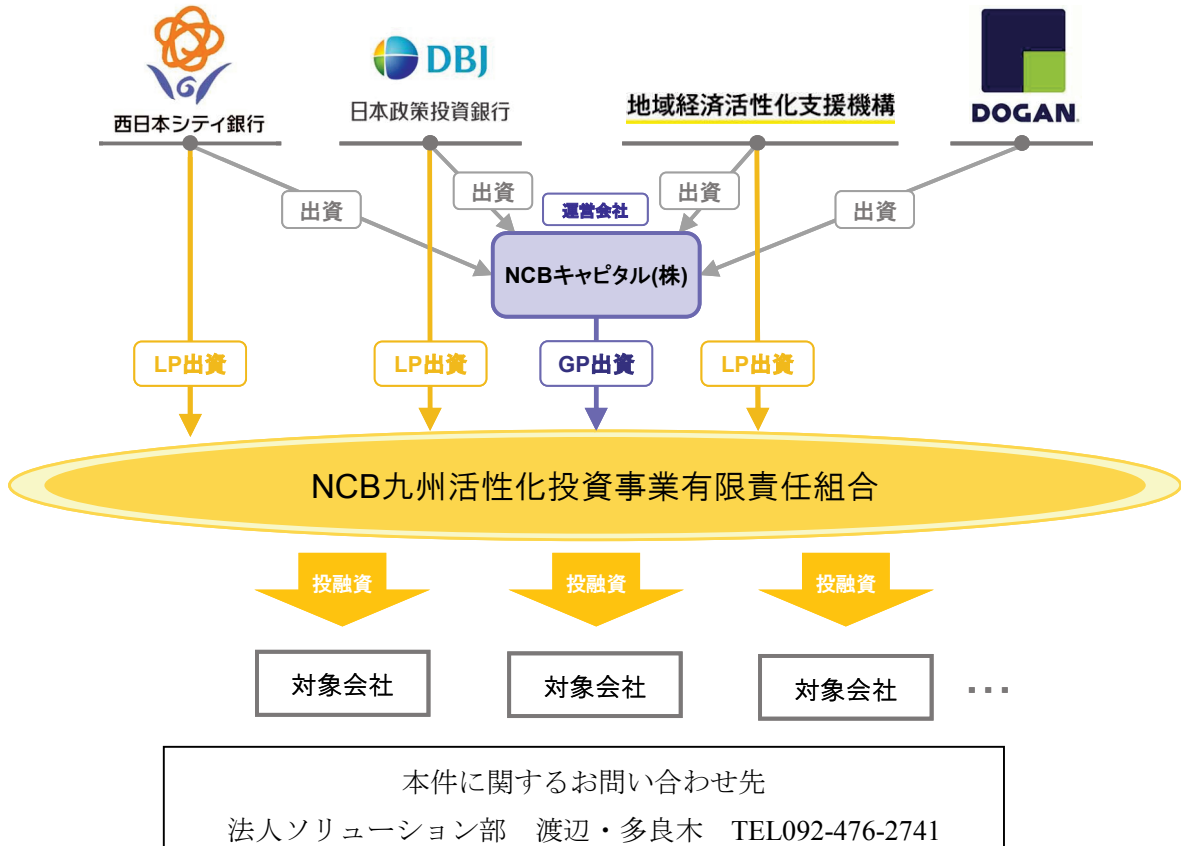 西日本シティ銀行
DBJ
日本政策投資銀行
地域経済活性化支援機構
DOGAN
出資
出資
運営会社
出資
出資
NCBキャピタル(株)
LP出資
LP出資
GP出資
LP出資
NCB九州活性化投資事業有限責任組合
投融資
投融資
投融資
対象会社
対象会社
対象会社
...
本件に関するお問い合わせ先
法人ソリューション部　渡辺・多良木　TEL092-476-2741